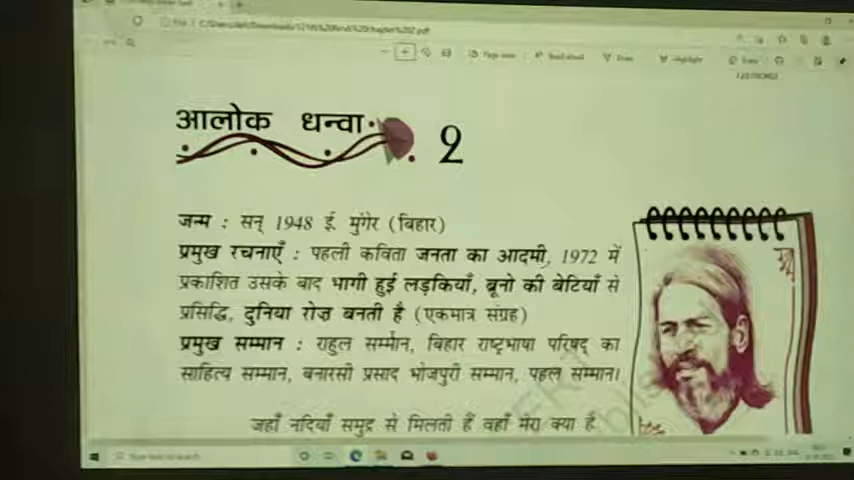 आलोक धन्वा
2
जन्म : सन् 1948 ई. मुंगेर (बिहार)
प्रमुख रचनाएँ : पहली कविता जनता का आदमी, 1972 में
प्रकाशित उसके बाद भागी हुई लड़कियाँ, ब्रूनो की बेटियाँ से
प्रसिद्धि, दुनिया रोज़ बनती है (एकमात्र संग्रह)
प्रमुख सम्मान : राहुल सम्मान, बिहार राष्ट्रभाषा परिषद् का
साहित्य सम्मान, बनारसी प्रसाद भोजपुरी सम्मान, पहल सम्मान।
जहाँ नदियाँ समुद्र से मिलती हैं वहाँ मेरा क्या है